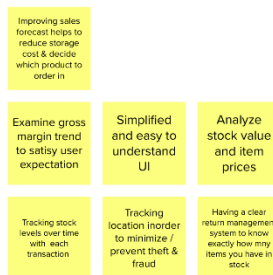 Improving sales
forecast helps to
reduce storage
cost & decide
which product to
order in
Examine gross
margin trend
to satisy user
expectation
Simplified
and easy to
understand
UI
Analyze
stock value
and item
prices
Tracking stock
levels over time
with each
transaction
Tracking
location inorder
to minimize /
prevent theft &
fraud
Having a clear
return managemen
system to know
exactly how mny
items you have in
stock